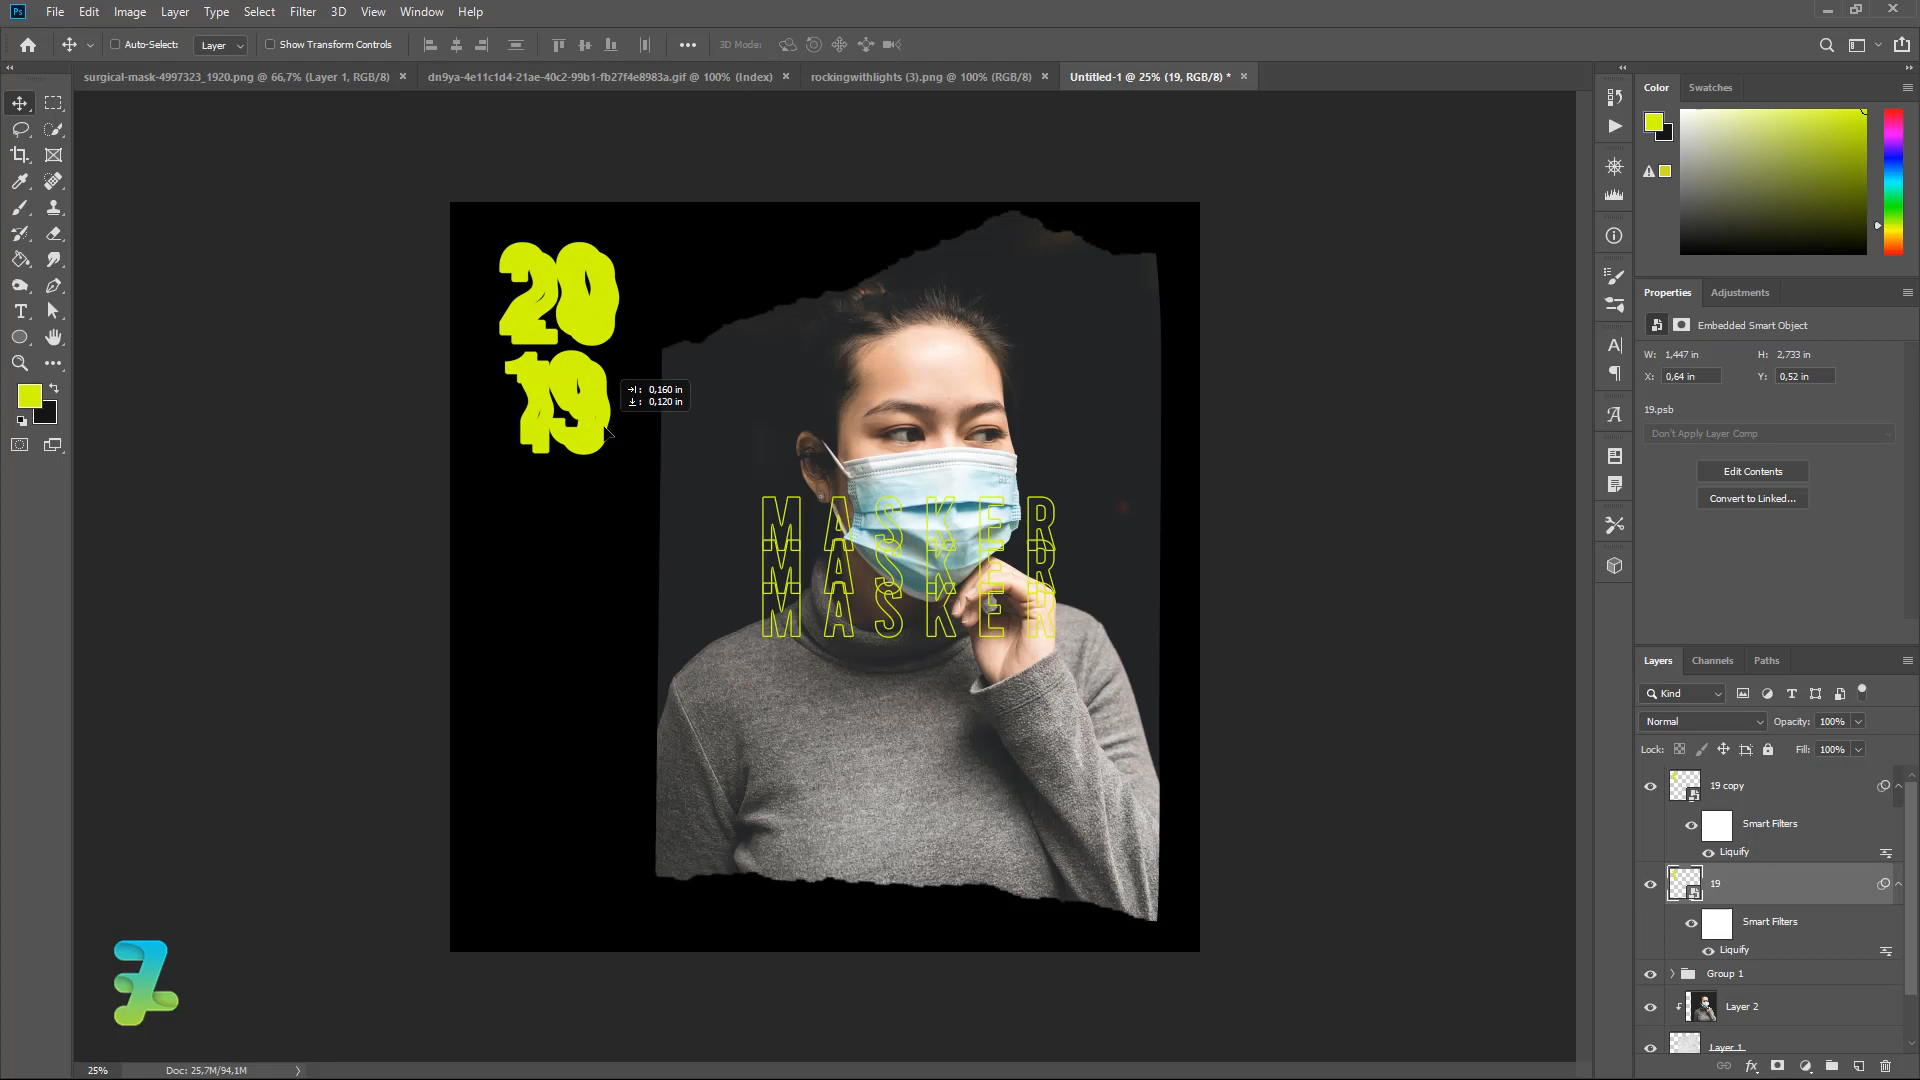 Ps File Edit Image Layer Type Select Filter 3D View Window Help
Auto-Select: Layer Show Transform Controls 3D Mode:
surgical-mask-4997323_1920.png @ 66,7% (Layer 1, RGB/8) dn9ya-4e11c1d4-21ae-40c2-99b1-fb27f4e8983a.gif @ 100% (Index) rockingwithlights (3).png @ 100% (RGB/8) Untitled-1 @ 25% (19, RGB/8) *
Color Swatches
20
19
0,160 in
0,120 in
MASKER
MASKER
MASKER
Properties Adjustments
Embedded Smart Object
W: 1,447 in H: 2,733 in
X: 0,64 in Y: 0,52 in
19.psb
Don't Apply Layer Comp
Edit Contents
Convert to Linked...
Layers Channels Paths
Kind
Normal Opacity: 100%
Lock: Fill: 100%
19 copy
Smart Filters
Liquify
19
Smart Filters
Liquify
Group 1
Layer 2
Layer 1
fx
25% Doc: 25,7M/94,1M